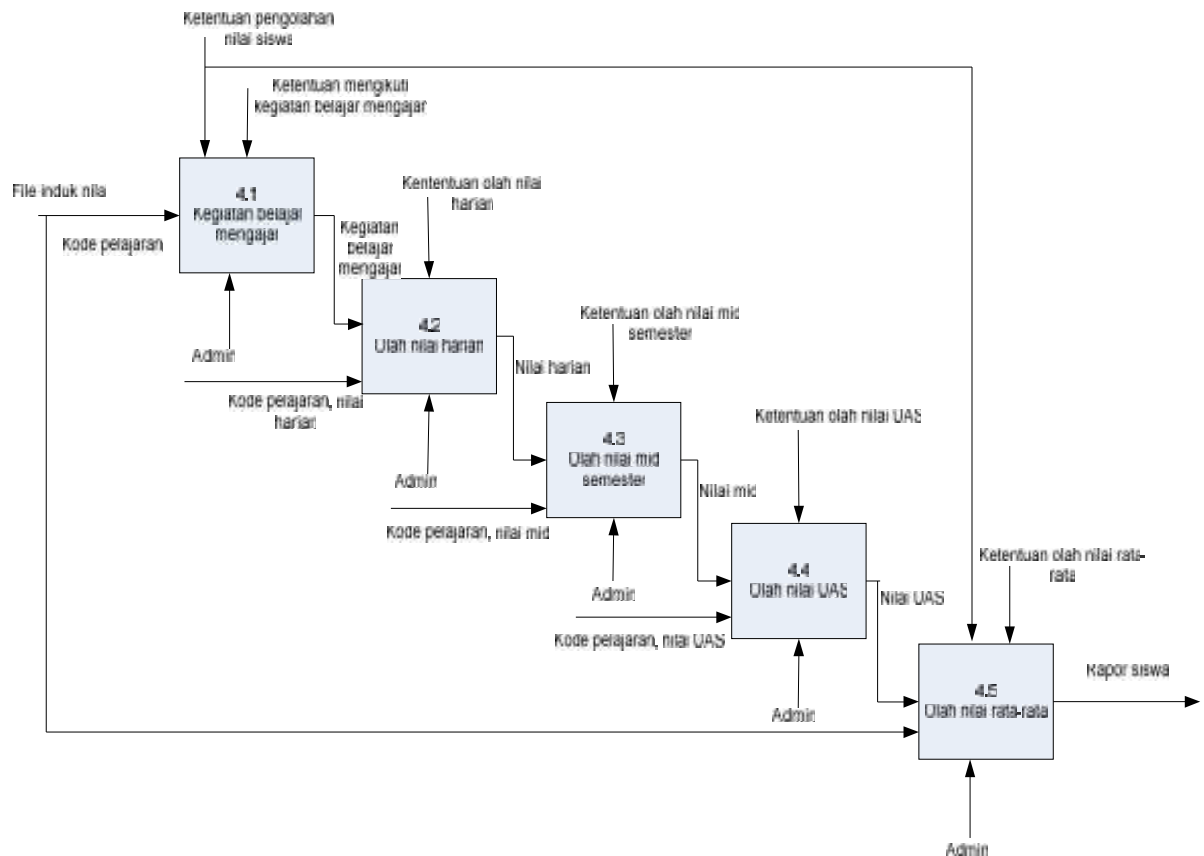 Ketentuan pengolahan
nilai siswa
Ketentuan mengikuti
kegiatan belajar mengajar
File induk nila
Kode pelajaran
4.1
Kegiatan belajar
mengajar
Admin
Kegiatan
belajar
mengajar
Kententuan olah nilai
harian
4.2
Olah nilai harian
Kode pelajaran, nilai
harian
Admin
Nilai harian
Ketentuan olah nilai mid
semester
4.3
Olah nilai mid
semester
Kode pelajaran, nilai mid
Admin
Nilai mid
Ketentuan olah nilai UAS
4.4
Olah nilai UAS
Kode pelajaran, nilai UAS
Admin
Nilai UAS
Ketentuan olah nilai rata-
rata
4.5
Olah nilai rata-rata
Rapor siswa
Admin